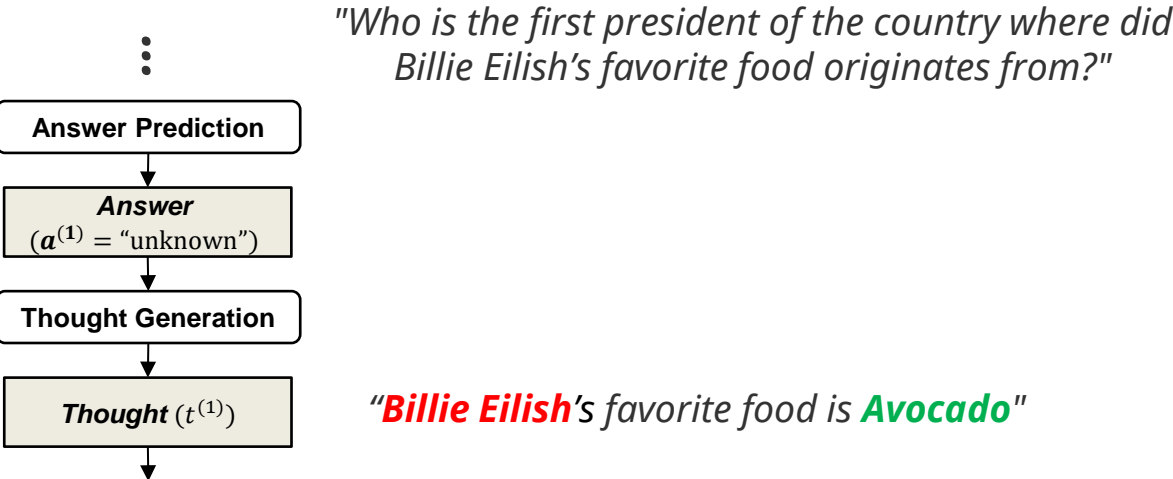 "Who is the first president of the country where did
Billie Eilish’s favorite food originates from?"
Answer Prediction
Answer
(a^(1) = “unknown”)
Thought Generation
Thought (t^(1))
“Billie Eilish’s favorite food is Avocado"